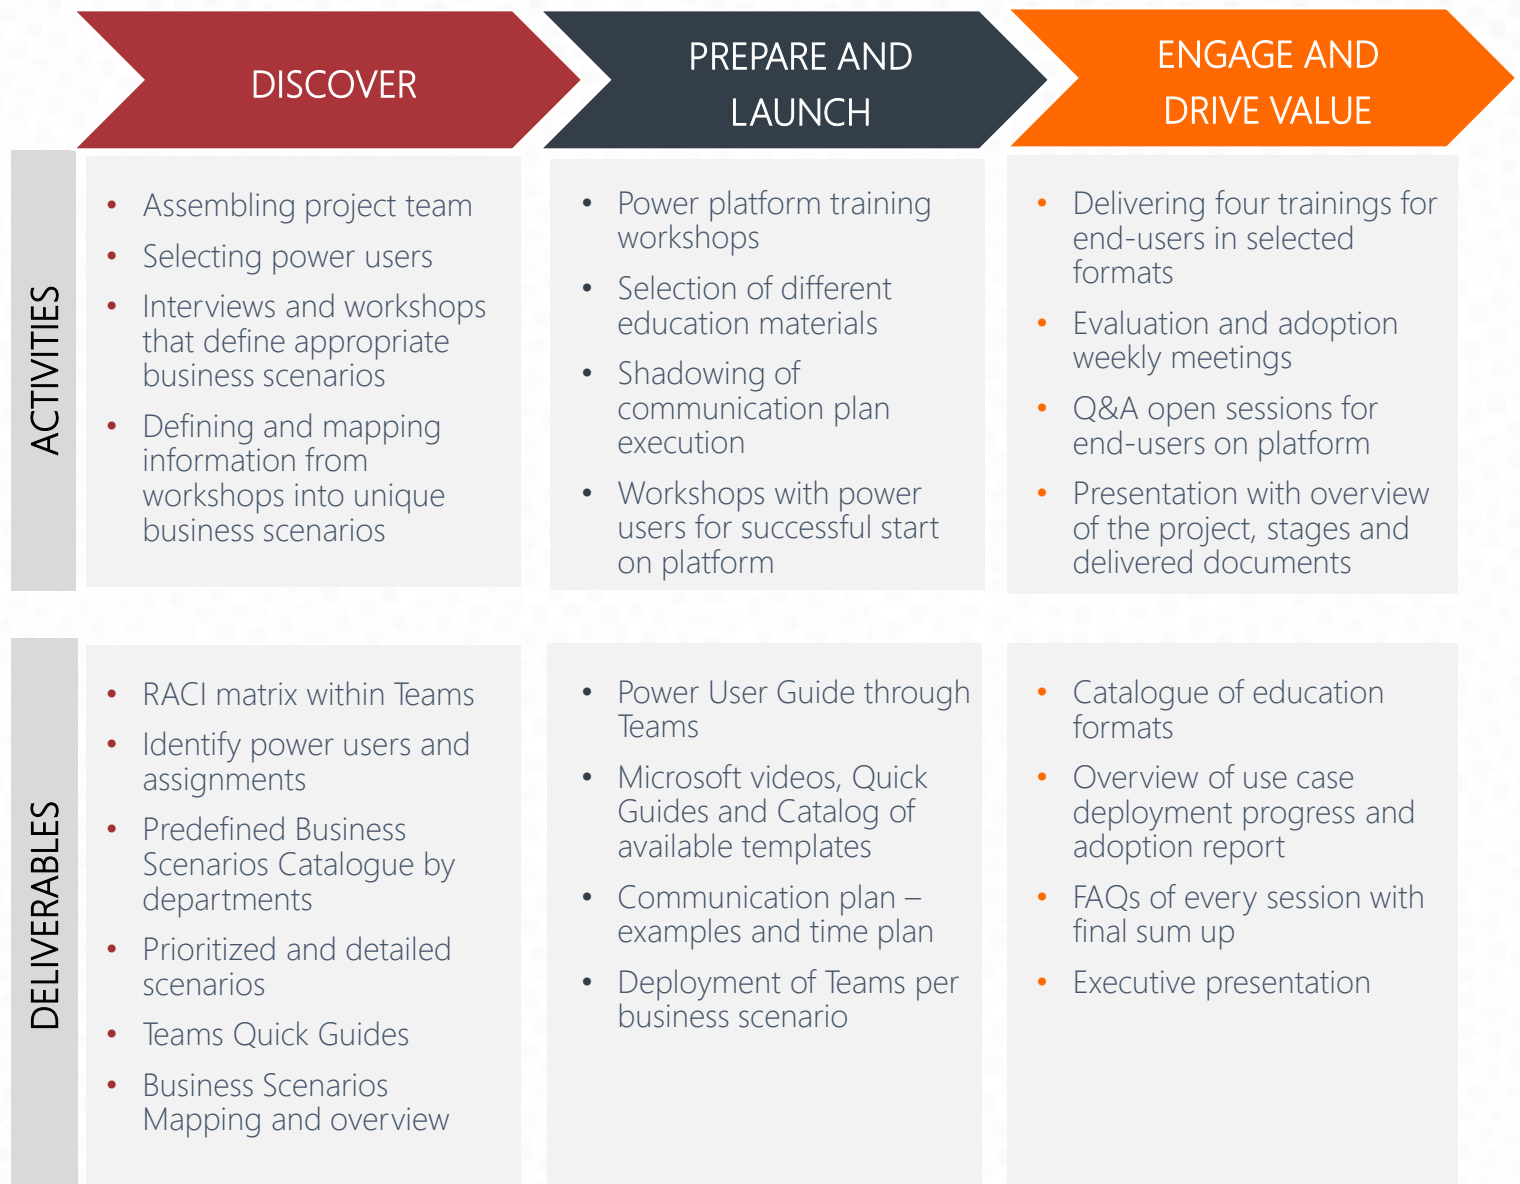 DISCOVER
PREPARE AND
LAUNCH
ENGAGE AND
DRIVE VALUE
ACTIVITIES
• Assembling project team
• Selecting power users
• Interviews and workshops
that define appropriate
business scenarios
• Defining and mapping
information from
workshops into unique
business scenarios
• Power platform training
workshops
• Selection of different
education materials
• Shadowing of
communication plan
execution
• Workshops with power
users for successful start
on platform
• Delivering four trainings for
end-users in selected
formats
• Evaluation and adoption
weekly meetings
• Q&A open sessions for
end-users on platform
• Presentation with overview
of the project, stages and
delivered documents
DELIVERABLES
• RACI matrix within Teams
• Identify power users and
assignments
• Predefined Business
Scenarios Catalogue by
departments
• Prioritized and detailed
scenarios
• Teams Quick Guides
• Business Scenarios
Mapping and overview
• Power User Guide through
Teams
• Microsoft videos, Quick
Guides and Catalog of
available templates
• Communication plan –
examples and time plan
• Deployment of Teams per
business scenario
• Catalogue of education
formats
• Overview of use case
deployment progress and
adoption report
• FAQs of every session with
final sum up
• Executive presentation